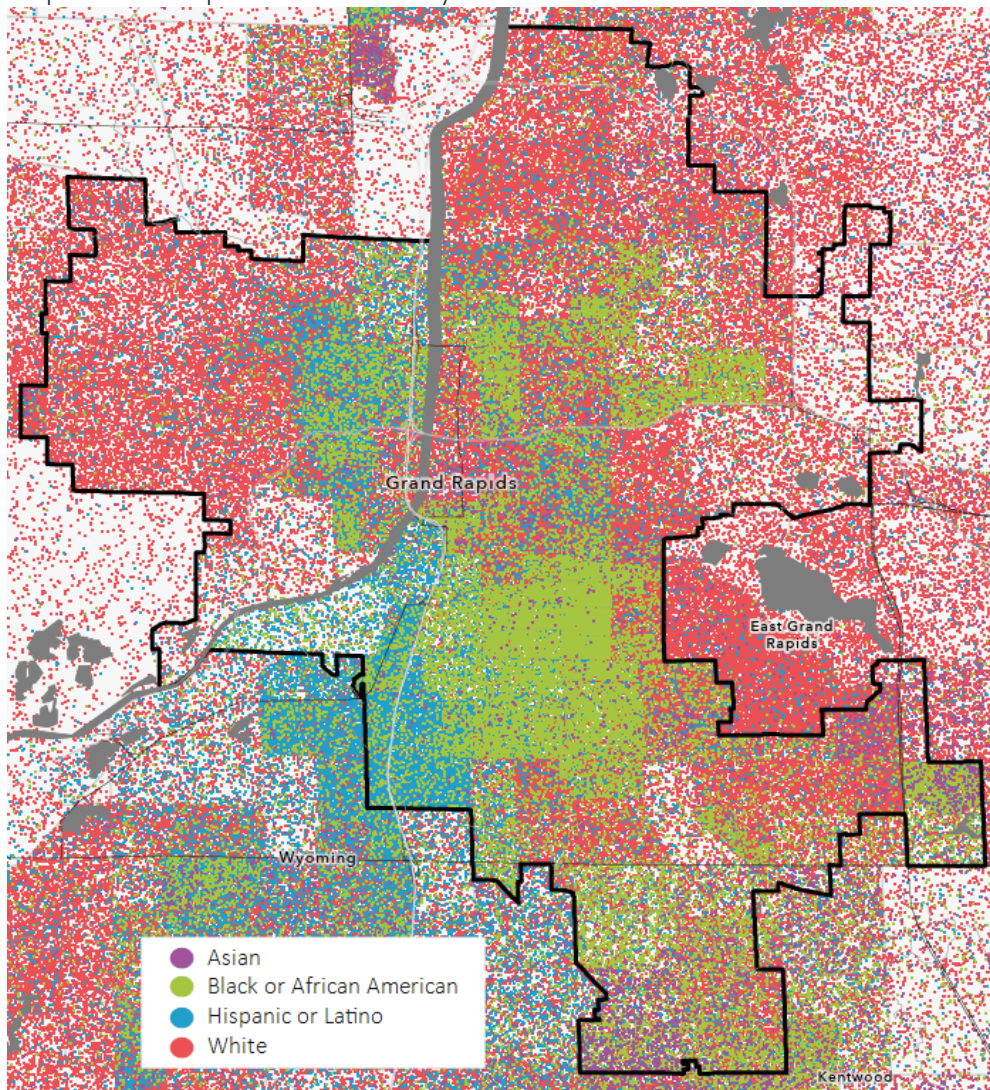 Grand Rapids
East Grand
Rapids
Wyoming
Asian
Black or African American
Hispanic or Latino
White
Kentwood